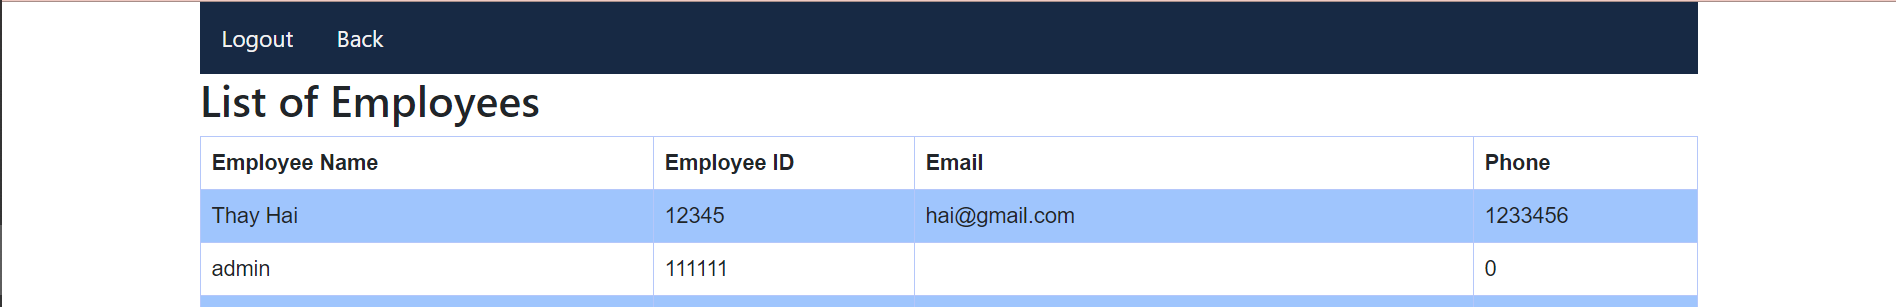 Logout Back
List of Employees
Employee Name Employee ID Email Phone
Thay Hai 12345 hai@gmail.com 1233456
admin 111111 0